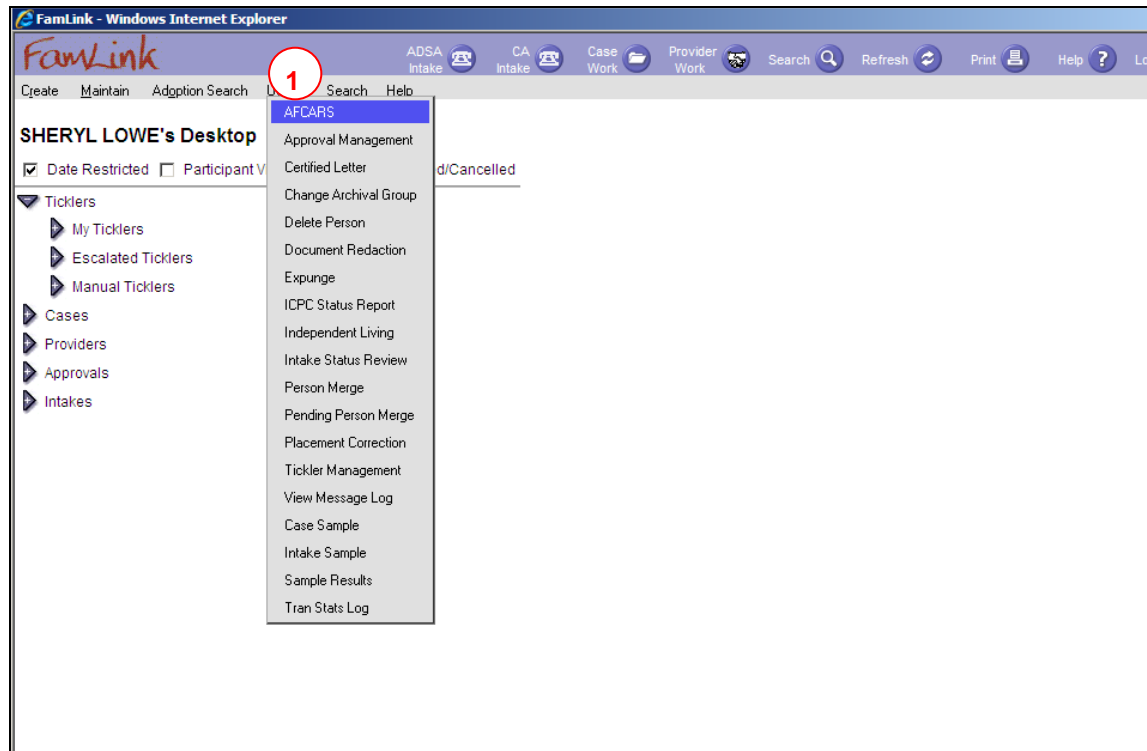 FamLink - Windows Internet Explorer
FamLink
ADSA Intake
CA Intake
Case Work
Provider Work
Search
Refresh
Print
Help
Lo
1
Create Maintain Adoption Search U Search Help
SHERYL LOWE's Desktop
Date Restricted Participant V d/Cancelled
Ticklers
My Ticklers
Escalated Ticklers
Manual Ticklers
Cases
Providers
Approvals
Intakes
AFCARS
Approval Management
Certified Letter
Change Archival Group
Delete Person
Document Redaction
Expunge
ICPC Status Report
Independent Living
Intake Status Review
Person Merge
Pending Person Merge
Placement Correction
Tickler Management
View Message Log
Case Sample
Intake Sample
Sample Results
Tran Stats Log